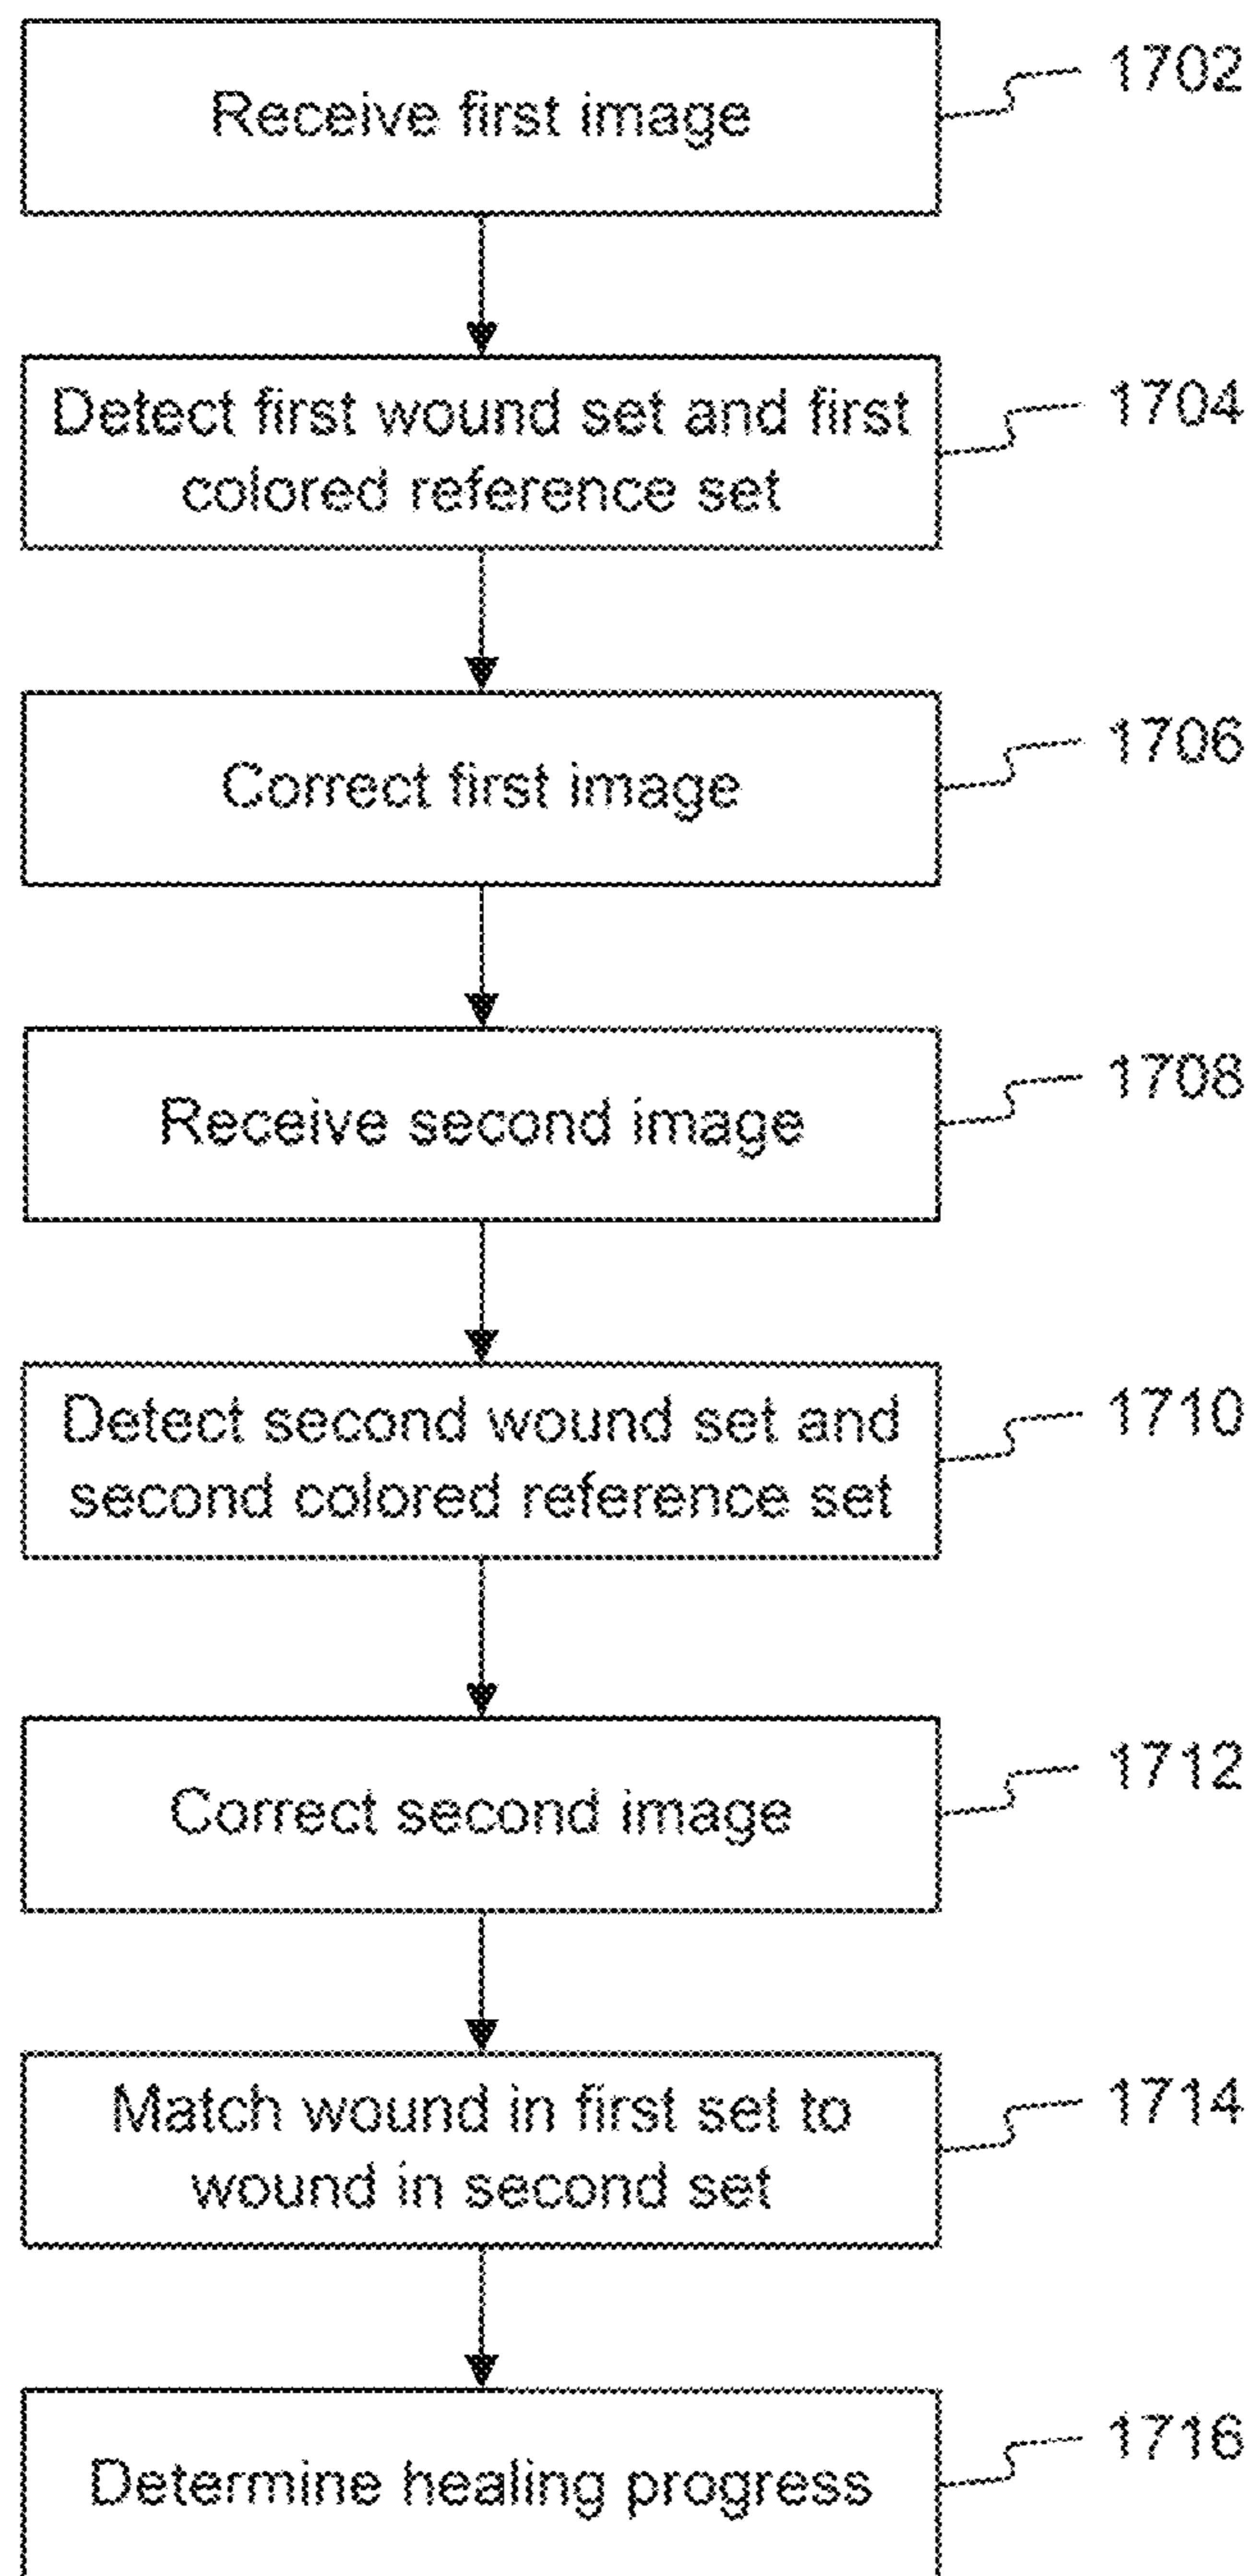 Receive first image
1702
Detect first wound set and first
colored reference set
1704
Correct first image
1706
Receive second image
1708
Detect second wound set and
second colored reference set
1710
Correct second image
1712
Match wound in first set to
wound in second set
1714
Determine healing progress
1716